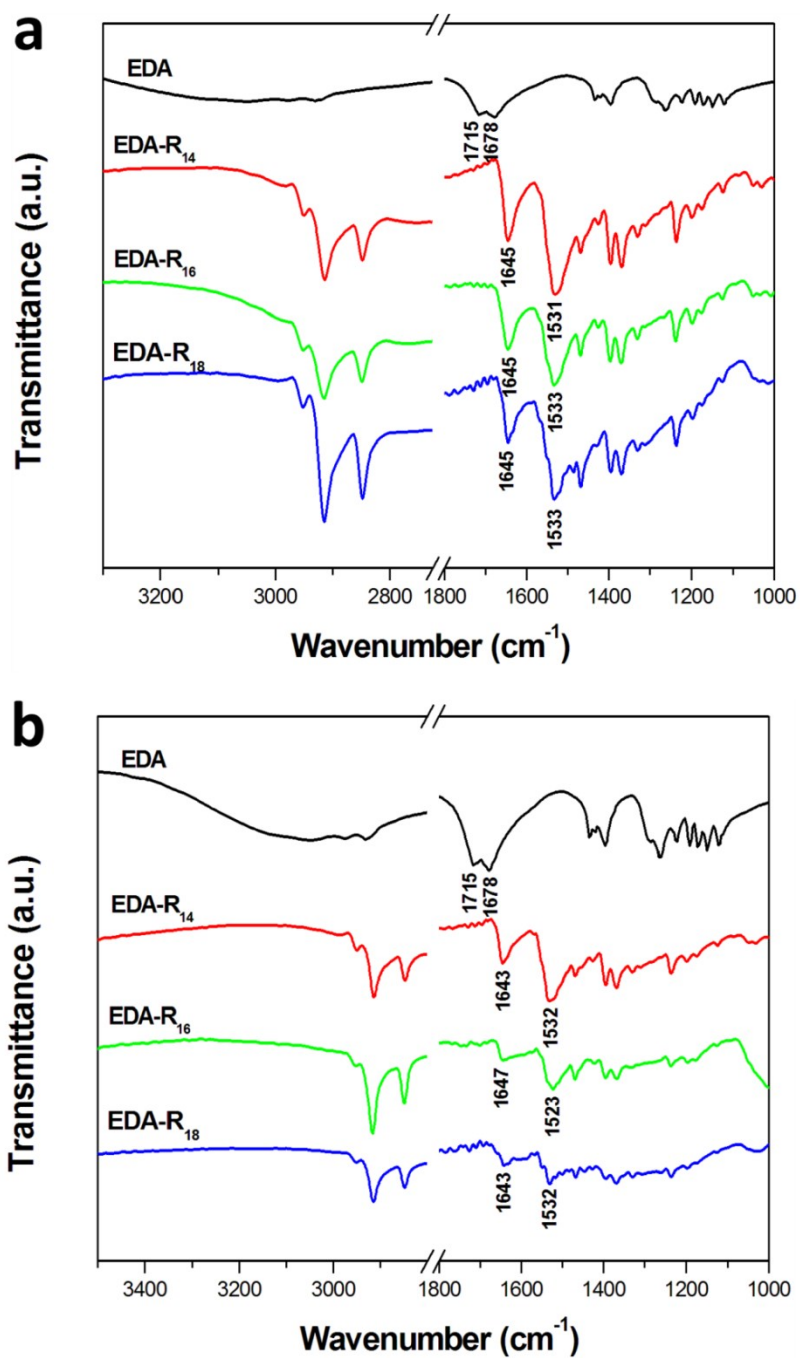 a
EDA
1715
1678
EDA-R14
1645
1531
EDA-R16
1645
1533
EDA-R18
1645
1533
Transmittance (a.u.)
3200 3000 2800 1800 1600 1400 1200 1000
Wavenumber (cm-1)
b
EDA
1715
1678
EDA-R14
1643
1532
EDA-R16
1647
1523
EDA-R18
1643
1532
Transmittance (a.u.)
3400 3200 3000 1800 1600 1400 1200 1000
Wavenumber (cm-1)